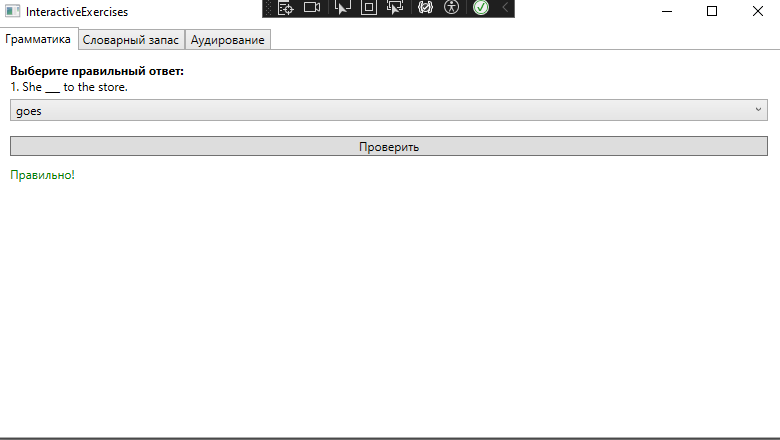 InteractiveExercises
Грамматика Словарный запас Аудирование
Выберите правильный ответ:
1. She ___ to the store.
goes
Проверить
Правильно!